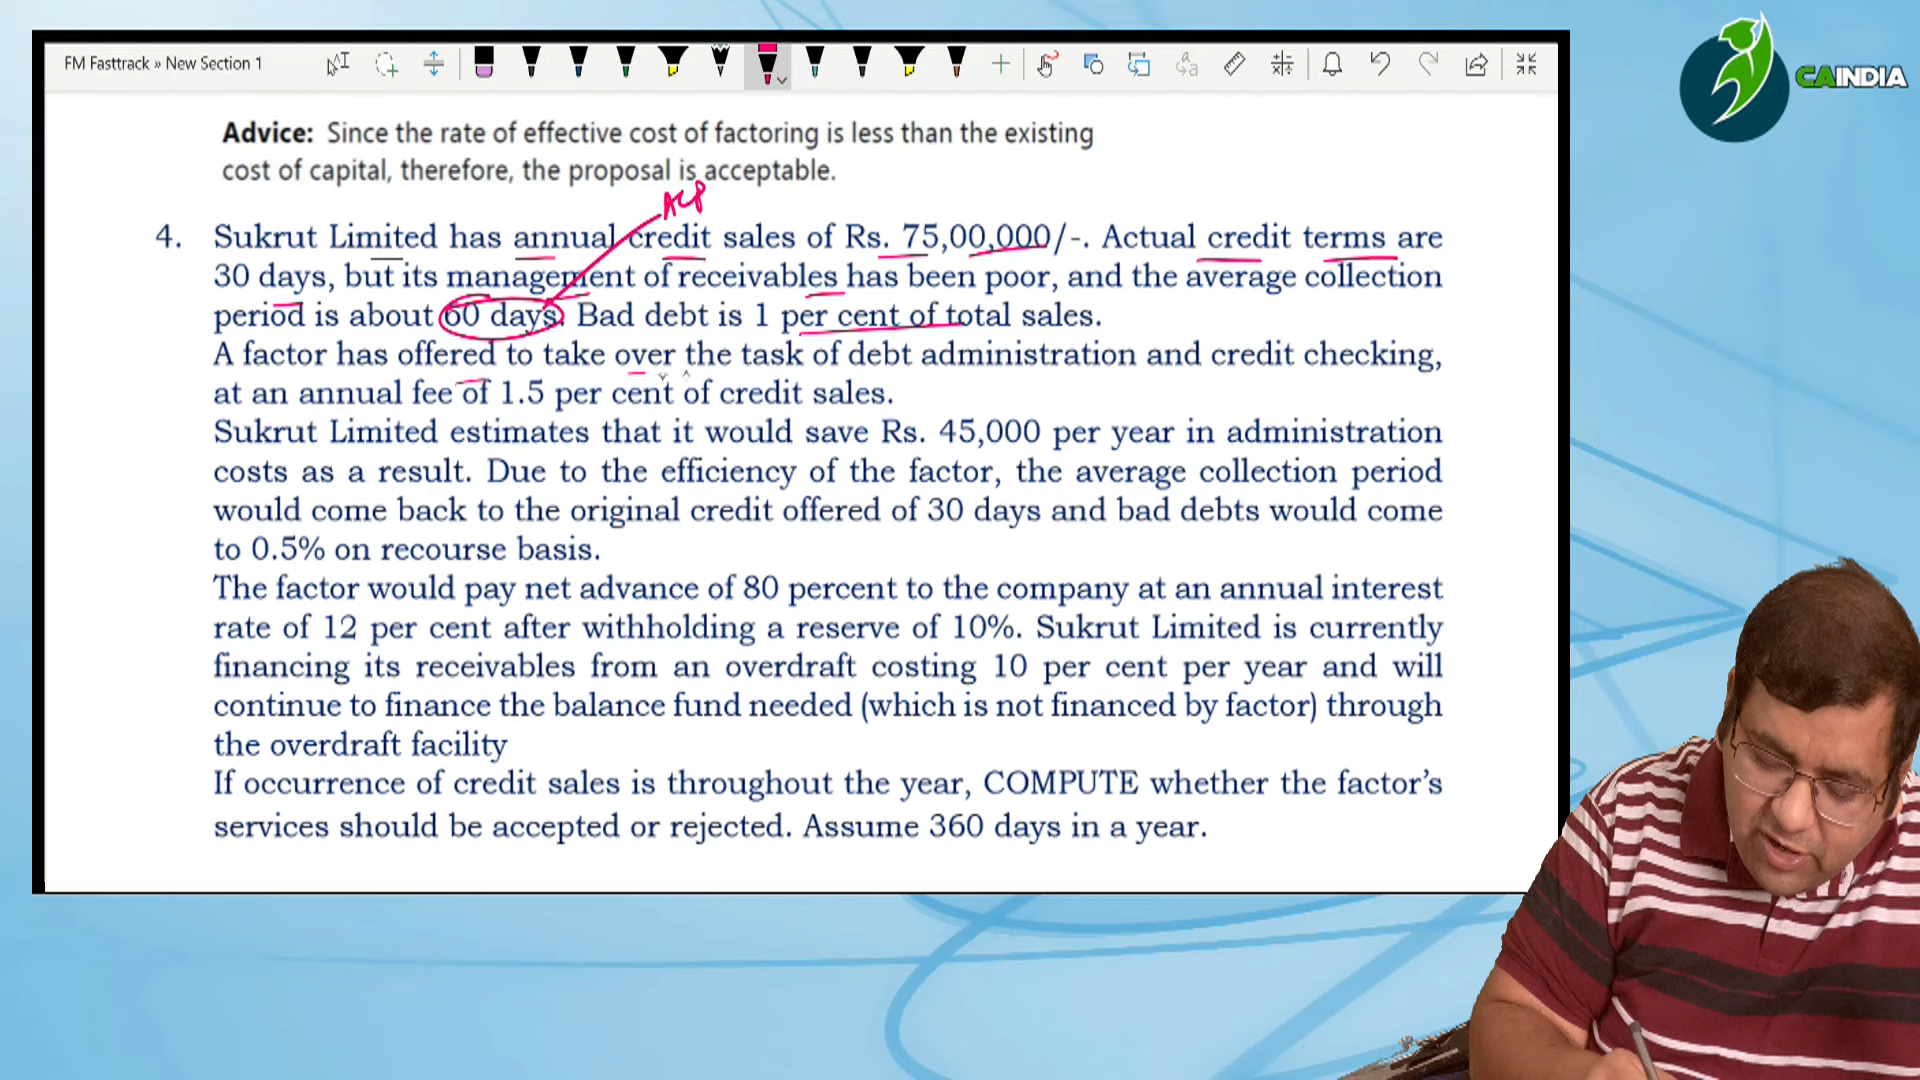 FM Fasttrack » New Section 1
CAINDIA
Advice: Since the rate of effective cost of factoring is less than the existing
cost of capital, therefore, the proposal is acceptable.
ACP
4. Sukrut Limited has annual credit sales of Rs. 75,00,000/-. Actual credit terms are
30 days, but its management of receivables has been poor, and the average collection
period is about 60 days. Bad debt is 1 per cent of total sales.
A factor has offered to take over the task of debt administration and credit checking,
at an annual fee of 1.5 per cent of credit sales.
Sukrut Limited estimates that it would save Rs. 45,000 per year in administration
costs as a result. Due to the efficiency of the factor, the average collection period
would come back to the original credit offered of 30 days and bad debts would come
to 0.5% on recourse basis.
The factor would pay net advance of 80 percent to the company at an annual interest
rate of 12 per cent after withholding a reserve of 10%. Sukrut Limited is currently
financing its receivables from an overdraft costing 10 per cent per year and will
continue to finance the balance fund needed (which is not financed by factor) through
the overdraft facility
If occurrence of credit sales is throughout the year, COMPUTE whether the factor's
services should be accepted or rejected. Assume 360 days in a year.